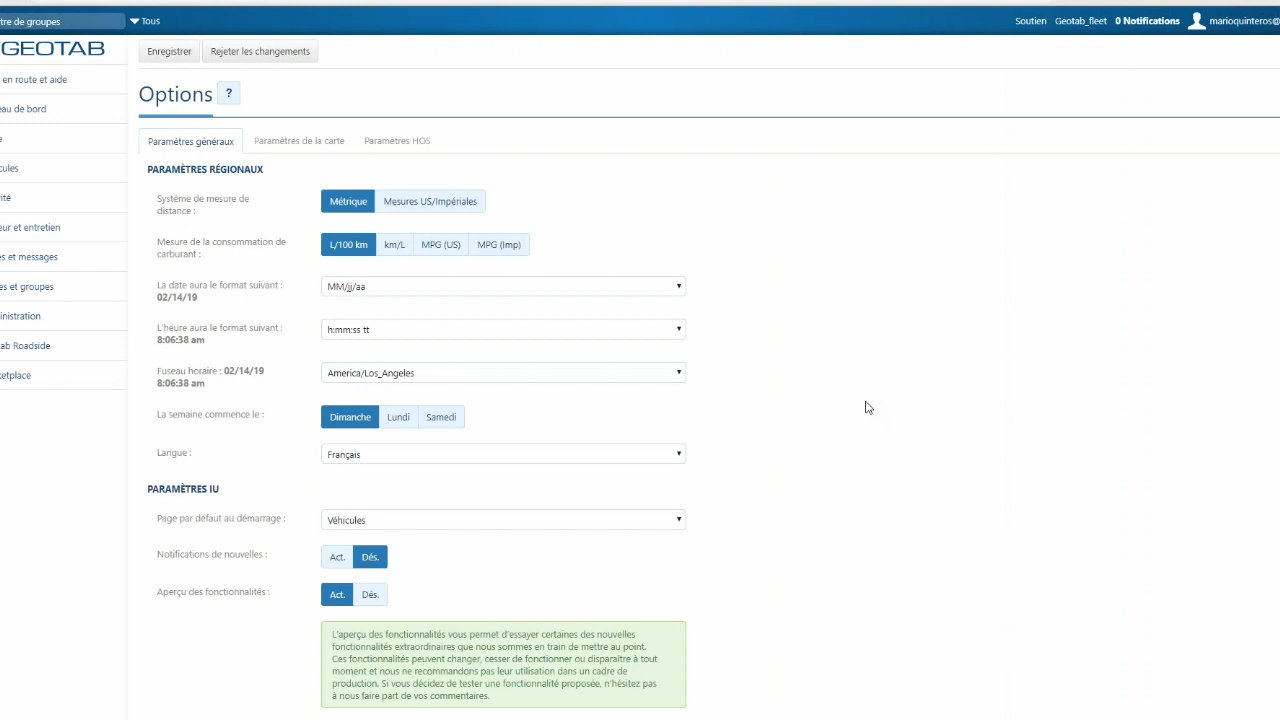 tre de groupes
Tous
Soutien Geotab_fleet 0 Notifications marioquinteros@
GEOTAB
Enregistrer Rejeter les changements
en route et aide
Options ?
eau de bord
e
Paramètres généraux Paramètres de la carte Paramètres HOS
cules
PARAMÈTRES RÉGIONAUX
ité
Système de mesure de
distance :
Métrique Mesures US/Impériales
eur et entretien
Mesure de la consommation de
carburant :
L/100 km km/L MPG (US) MPG (Imp)
es et messages
es et groupes
La date aura le format suivant :
02/14/19
MM/jj/aa
inistration
L'heure aura le format suivant :
8:06:38 am
h:mm:ss tt
ab Roadside
etplace
Fuseau horaire : 02/14/19
8:06:38 am
America/Los_Angeles
La semaine commence le :
Dimanche Lundi Samedi
Langue :
Français
PARAMÈTRES IU
Page par défaut au démarrage :
Véhicules
Notifications de nouvelles :
Act. Dés.
Aperçu des fonctionnalités :
Act. Dés.
L'aperçu des fonctionnalités vous permet d'essayer certaines des nouvelles
fonctionnalités extraordinaires que nous sommes en train de mettre au point.
Ces fonctionnalités peuvent changer, cesser de fonctionner ou disparaître à tout
moment et nous ne recommandons pas leur utilisation dans un cadre de
production. Si vous décidez de tester une fonctionnalité proposée, n'hésitez pas
à nous faire part de vos commentaires.